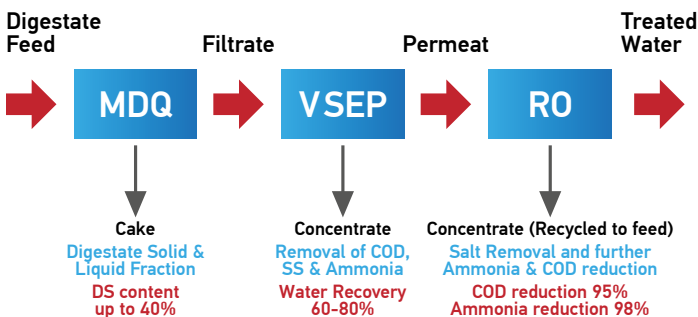 Digestate
Feed
Filtrate
Permeat
Treated
Water
MDQ
VSEP
RO
Cake
Digestate Solid &
Liquid Fraction
DS content
up to 40%
Concentrate
Removal of COD,
SS & Ammonia
Water Recovery
60-80%
Concentrate (Recycled to feed)
Salt Removal and further
Ammonia & COD reduction
COD reduction 95%
Ammonia reduction 98%